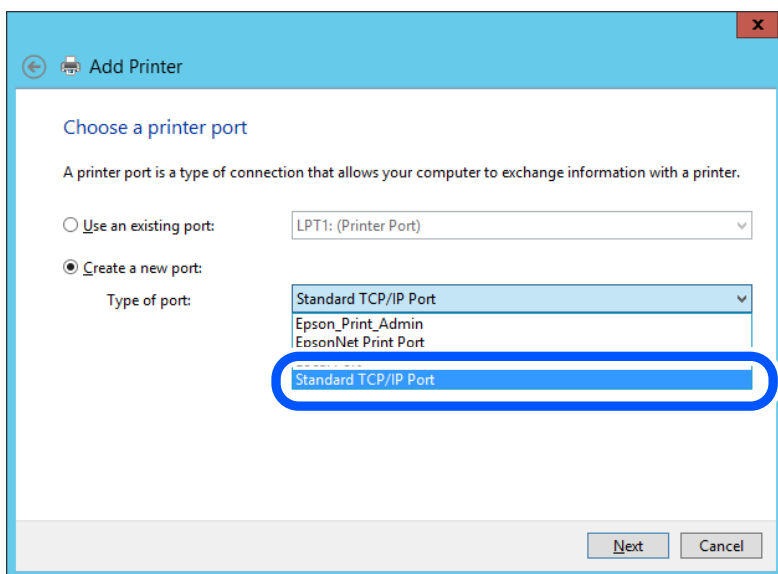 x
Add Printer
Choose a printer port
A printer port is a type of connection that allows your computer to exchange information with a printer.
Use an existing port: LPT1: (Printer Port)
Create a new port:
Type of port: Standard TCP/IP Port
Epson_Print_Admin
EpsonNet Print Port
Standard TCP/IP Port
Next Cancel